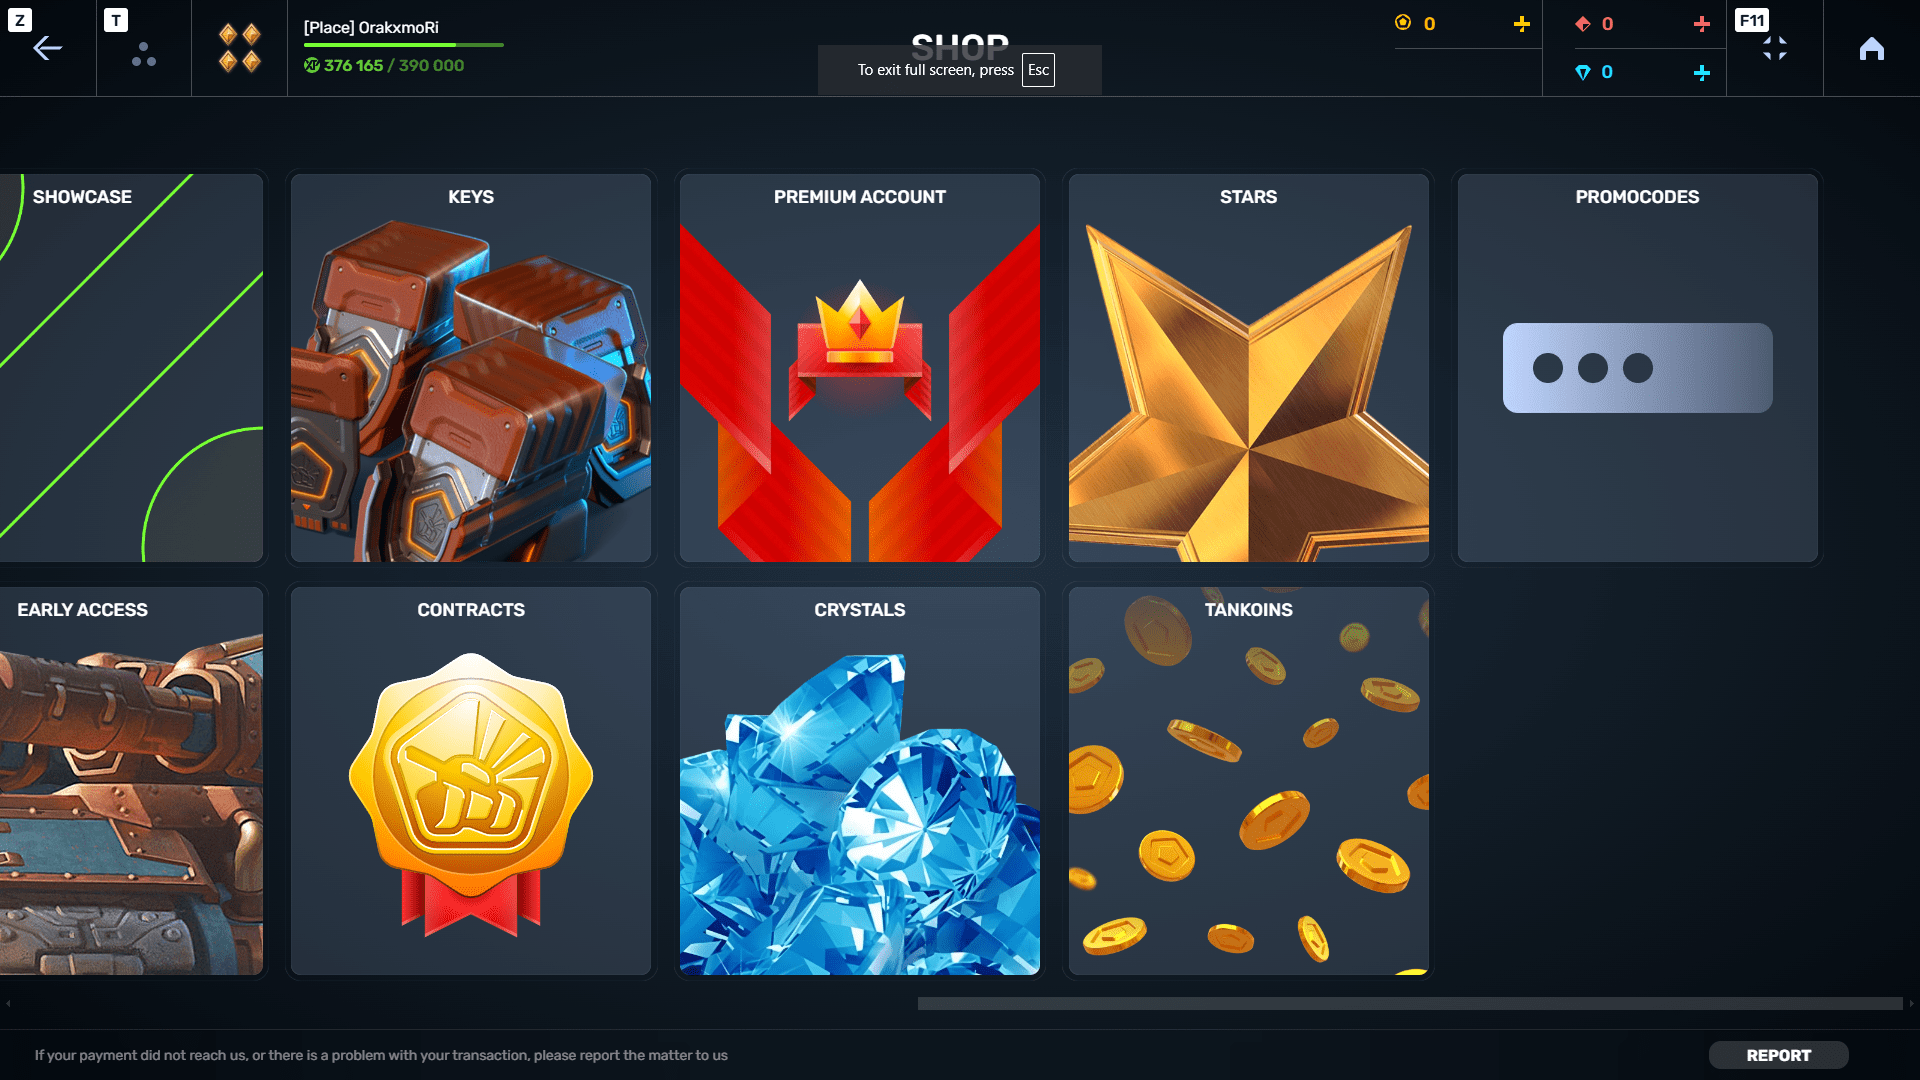 Z
T
[Place] OrakxmoRi
XP 376 165 / 390 000
SHOP
To exit full screen, press Esc
0
0
0
F11
SHOWCASE
KEYS
PREMIUM ACCOUNT
STARS
PROMOCODES
EARLY ACCESS
CONTRACTS
CRYSTALS
TANKOINS
If your payment did not reach us, or there is a problem with your transaction, please report the matter to us
REPORT